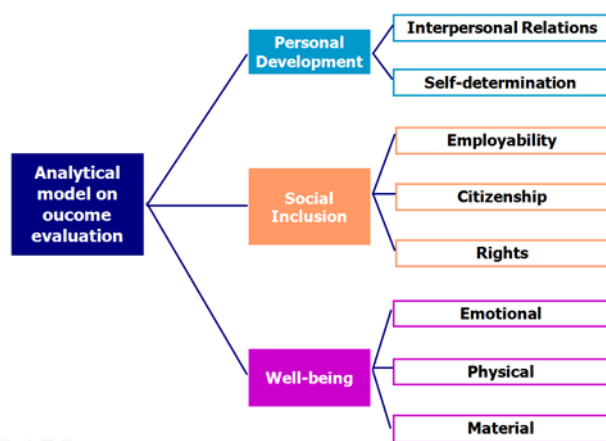 Analytical
model on
oucome
evaluation
Personal
Development
Interpersonal Relations
Self-determination
Social
Inclusion
Employability
Citizenship
Rights
Well-being
Emotional
Physical
Material